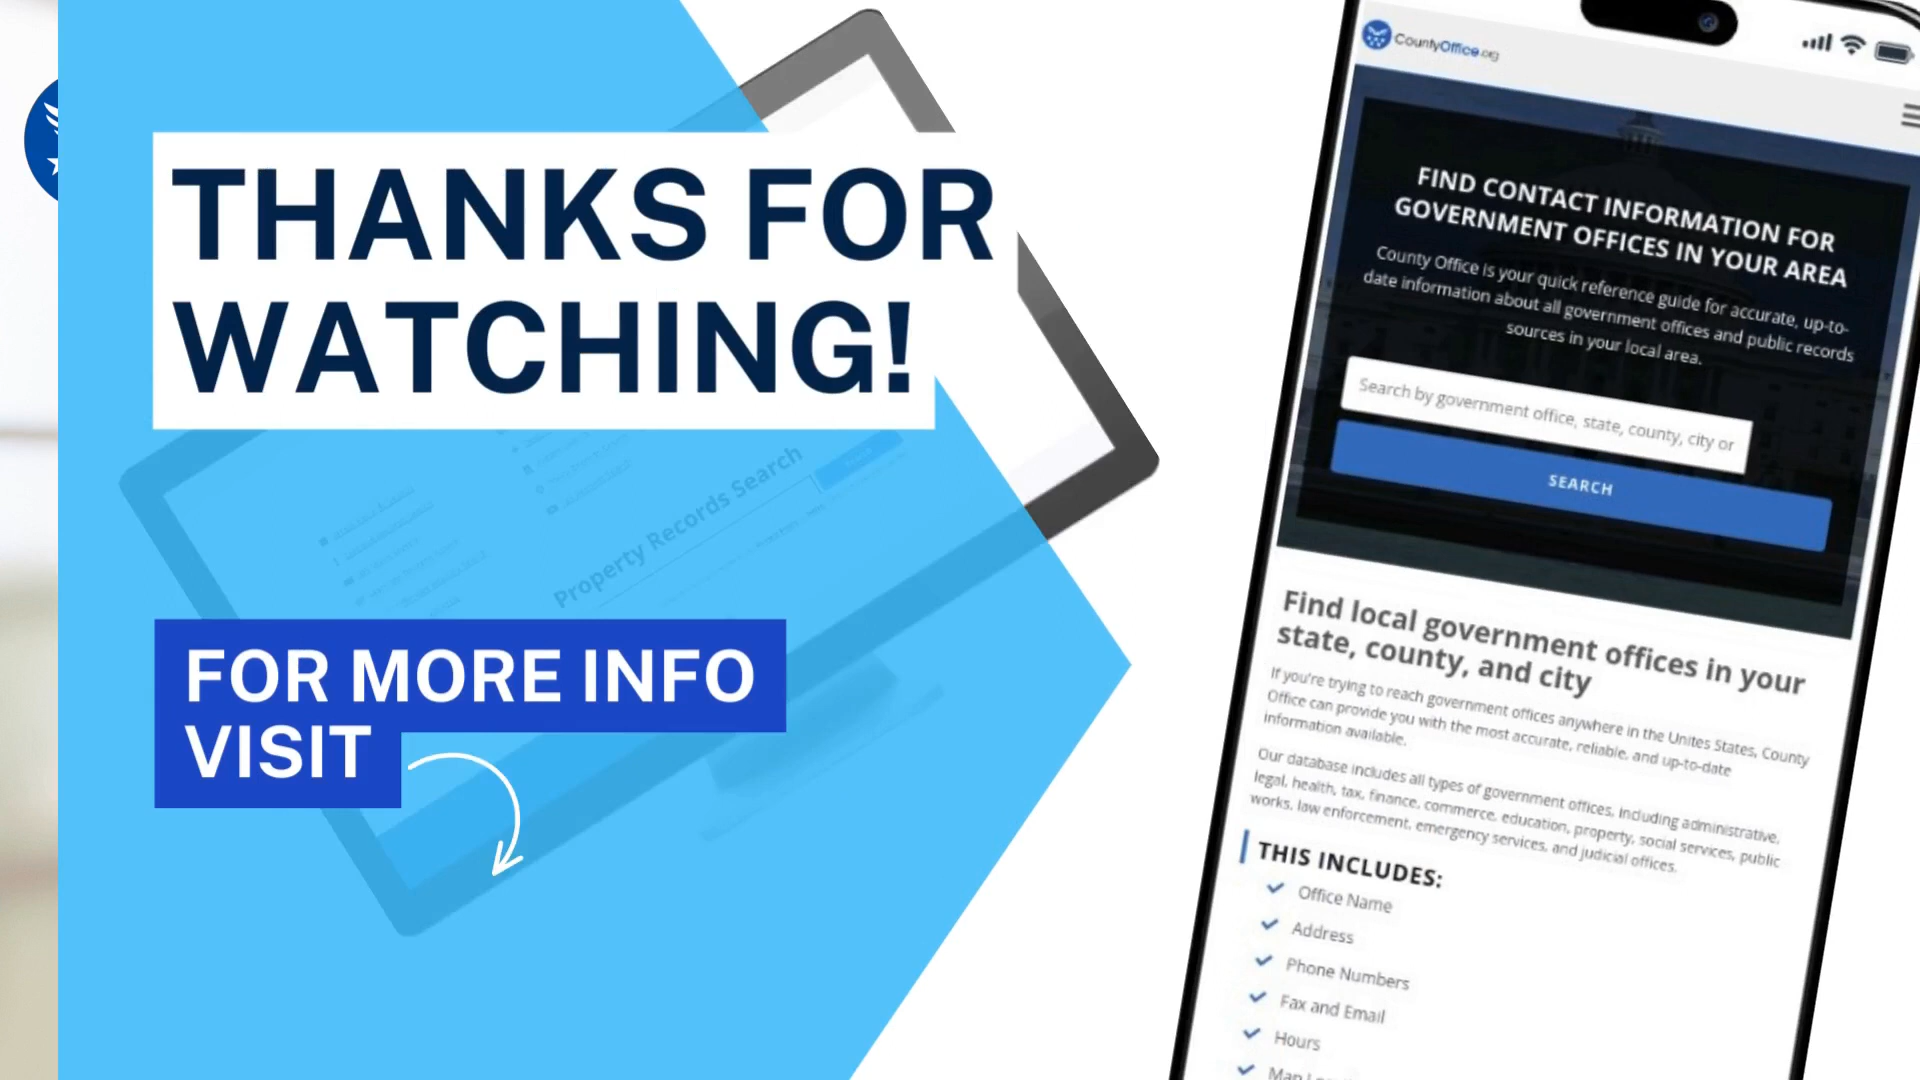 THANKS FOR
WATCHING!
Property Records Search
FOR MORE INFO
VISIT
CountyOffice.org
FIND CONTACT INFORMATION FOR
GOVERNMENT OFFICES IN YOUR AREA
County Office is your quick reference guide for accurate, up-to-
date information about all government offices and public records
sources in your local area.
Search by government office, state, county, city or
SEARCH
Find local government offices in your
state, county, and city
If you're trying to reach government offices anywhere in the Unites States, County
Office can provide you with the most accurate, reliable, and up-to-date
information available.
Our database includes all types of government offices, including administrative,
legal, health, tax, finance, commerce, education, property, social services, public
works, law enforcement, emergency services, and judicial offices.
THIS INCLUDES:
Office Name
Address
Phone Numbers
Fax and Email
Hours